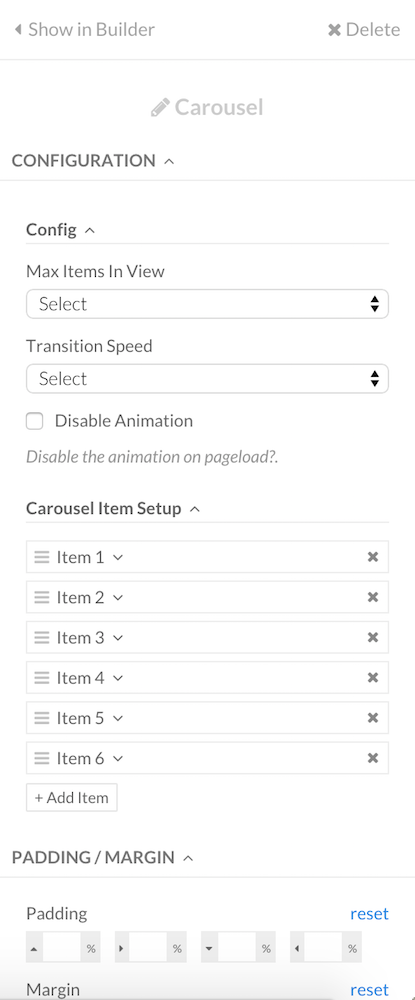 Show in Builder
Delete
Carousel
CONFIGURATION
Config
Max Items In View
Select
Transition Speed
Select
Disable Animation
Disable the animation on pageload?.
Carousel Item Setup
Item 1
Item 2
Item 3
Item 4
Item 5
Item 6
+ Add Item
PADDING / MARGIN
Padding reset
% % % %
Margin reset